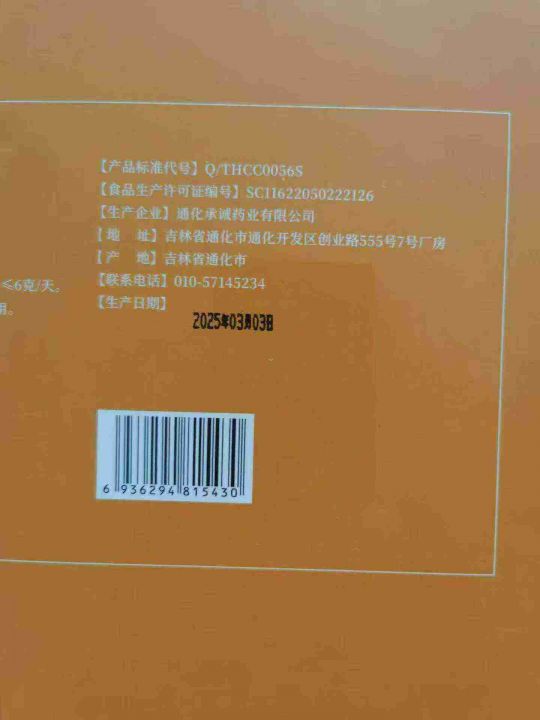 【产品标准代号】Q/THCC0056S
【食品生产许可证编号】SC11622050222126
【生产企业】通化承诚药业有限公司
【地 址】吉林省通化市通化开发区创业路555号7号厂房
【产 地】吉林省通化市
≤6克/天。
【联系电话】010-57145234
用。
【生产日期】
2025年03月03日
6 936294 815430